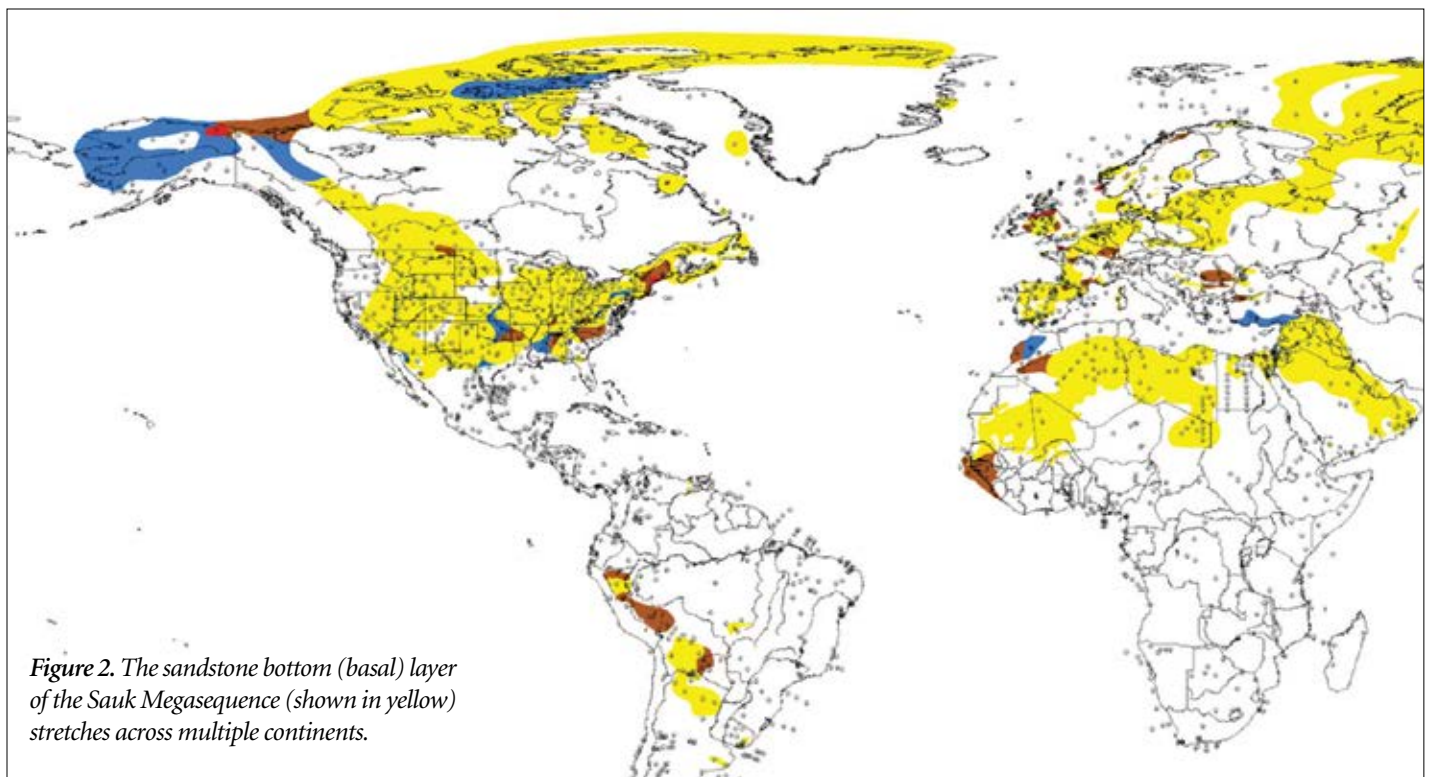 Figure 2. The sandstone bottom (basal) layer
of the Sauk Megasequence (shown in yellow)
stretches across multiple continents.